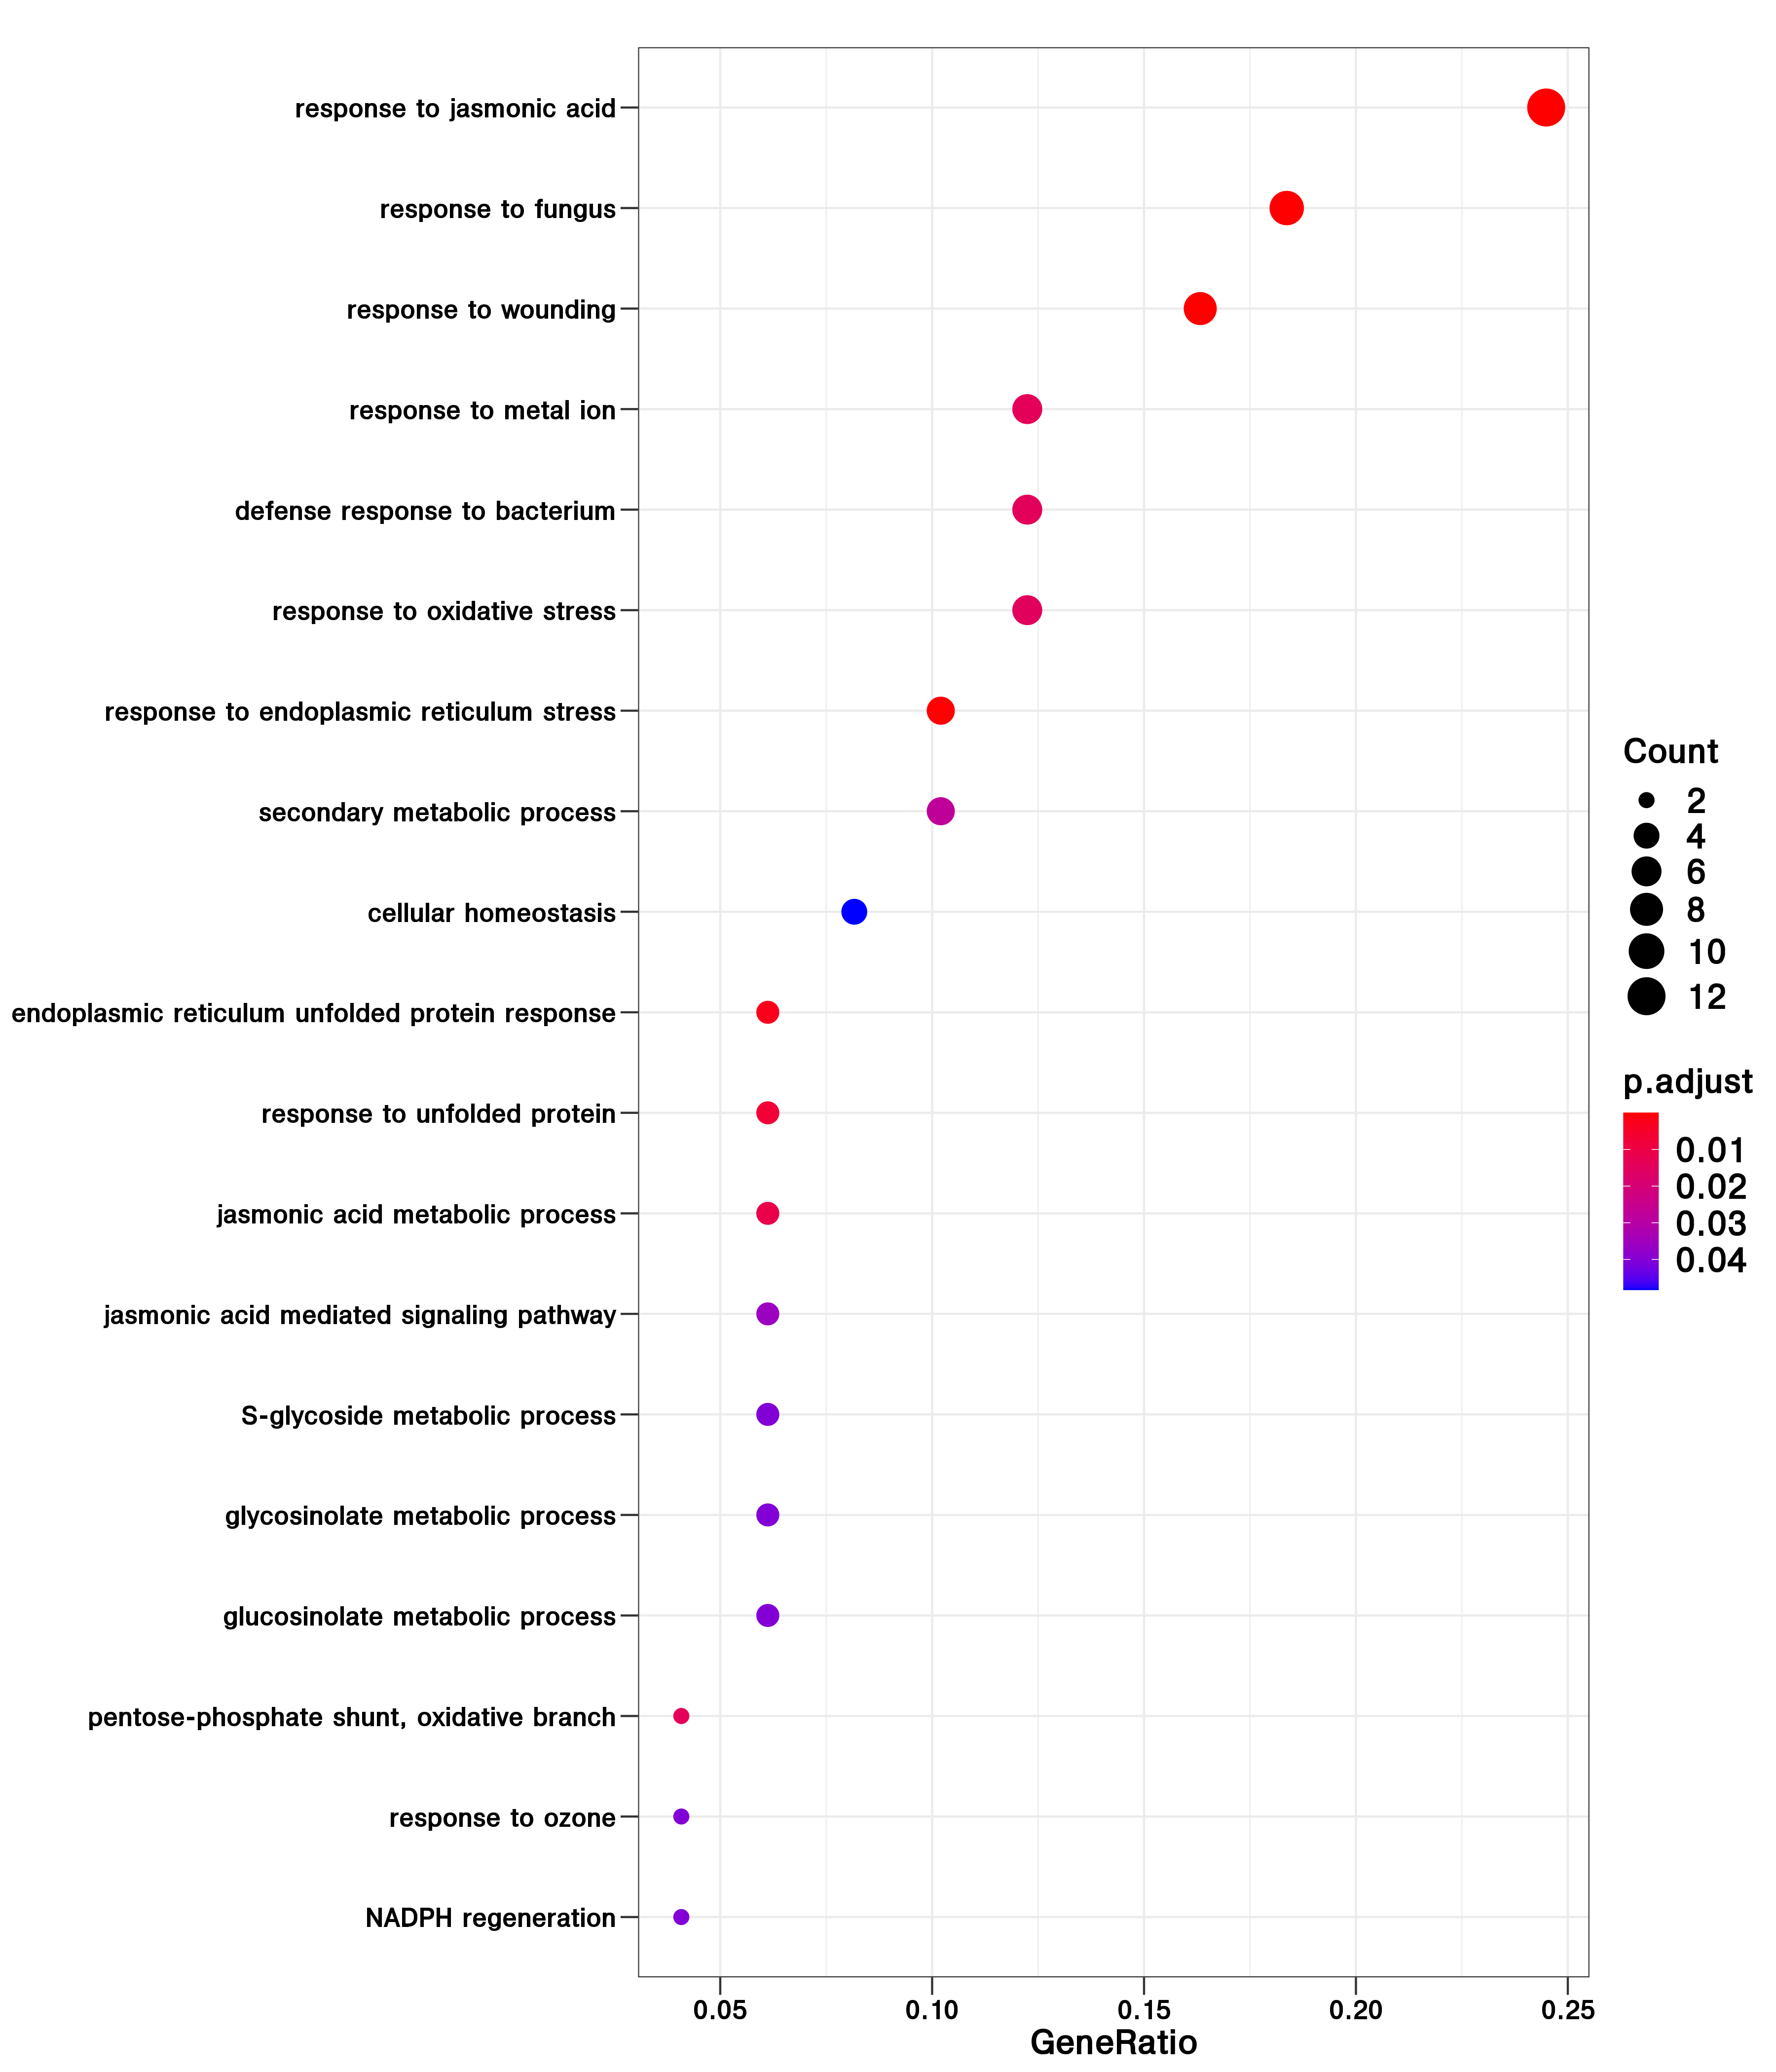 response to jasmonic acid
response to fungus
response to wounding
response to metal ion
defense response to bacterium
response to oxidative stress
response to endoplasmic reticulum stress
secondary metabolic process
cellular homeostasis
endoplasmic reticulum unfolded protein response
response to unfolded protein
jasmonic acid metabolic process
jasmonic acid mediated signaling pathway
S-glycoside metabolic process
glycosinolate metabolic process
glucosinolate metabolic process
pentose-phosphate shunt, oxidative branch
response to ozone
NADPH regeneration
0.05 0.10 0.15 0.20 0.25
GeneRatio
Count
2
4
6
8
10
12
p.adjust
0.01
0.02
0.03
0.04